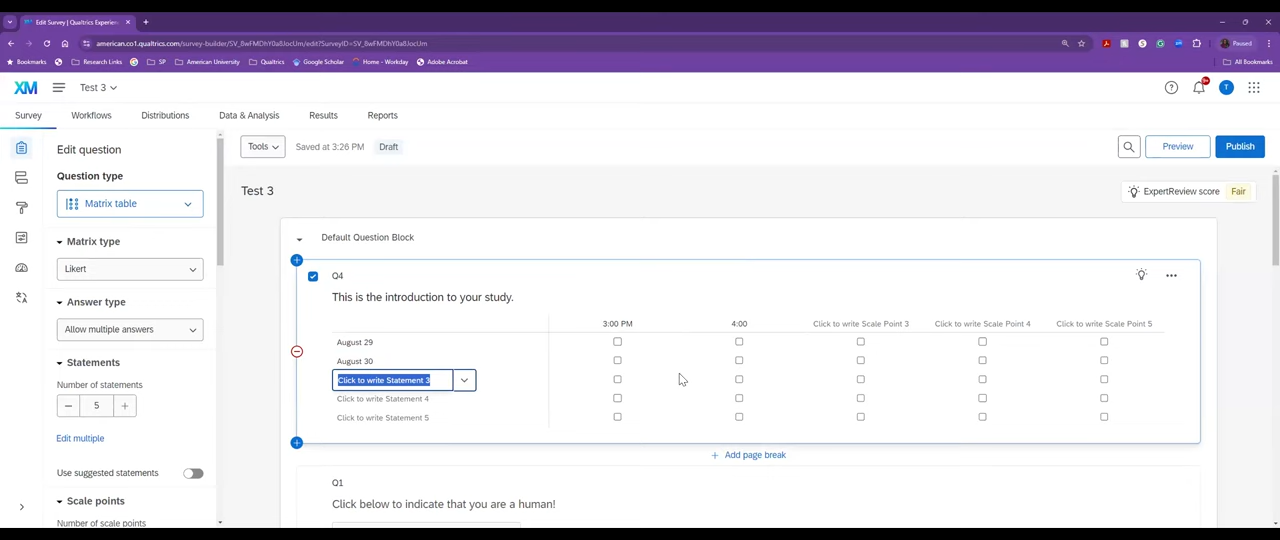 Edit Survey | Qualtrics Experien
american.co1.qualtrics.com/survey-builder/SV_8wFMDhY0a8JocUm/edit?SurveyID=SV_8wFMDhY0a8JocUm
Paused
Bookmarks
Research Links
SP
American University
Qualtrics
Google Scholar
Home - Workday
Adobe Acrobat
All Bookmarks
XM
Test 3
9+
T
Survey
Workflows
Distributions
Data & Analysis
Results
Reports
Edit question
Tools
Saved at 3:26 PM
Draft
Preview
Publish
Question type
Matrix table
Test 3
ExpertReview score
Fair
Matrix type
Likert
Default Question Block
Q4
This is the introduction to your study.
Answer type
Allow multiple answers
3:00 PM
4:00
Click to write Scale Point 3
Click to write Scale Point 4
Click to write Scale Point 5
August 29
August 30
Click to write Statement 3
Click to write Statement 4
Click to write Statement 5
Statements
Number of statements
5
Edit multiple
Add page break
Use suggested statements
Q1
Click below to indicate that you are a human!
Scale points
Number of scale points